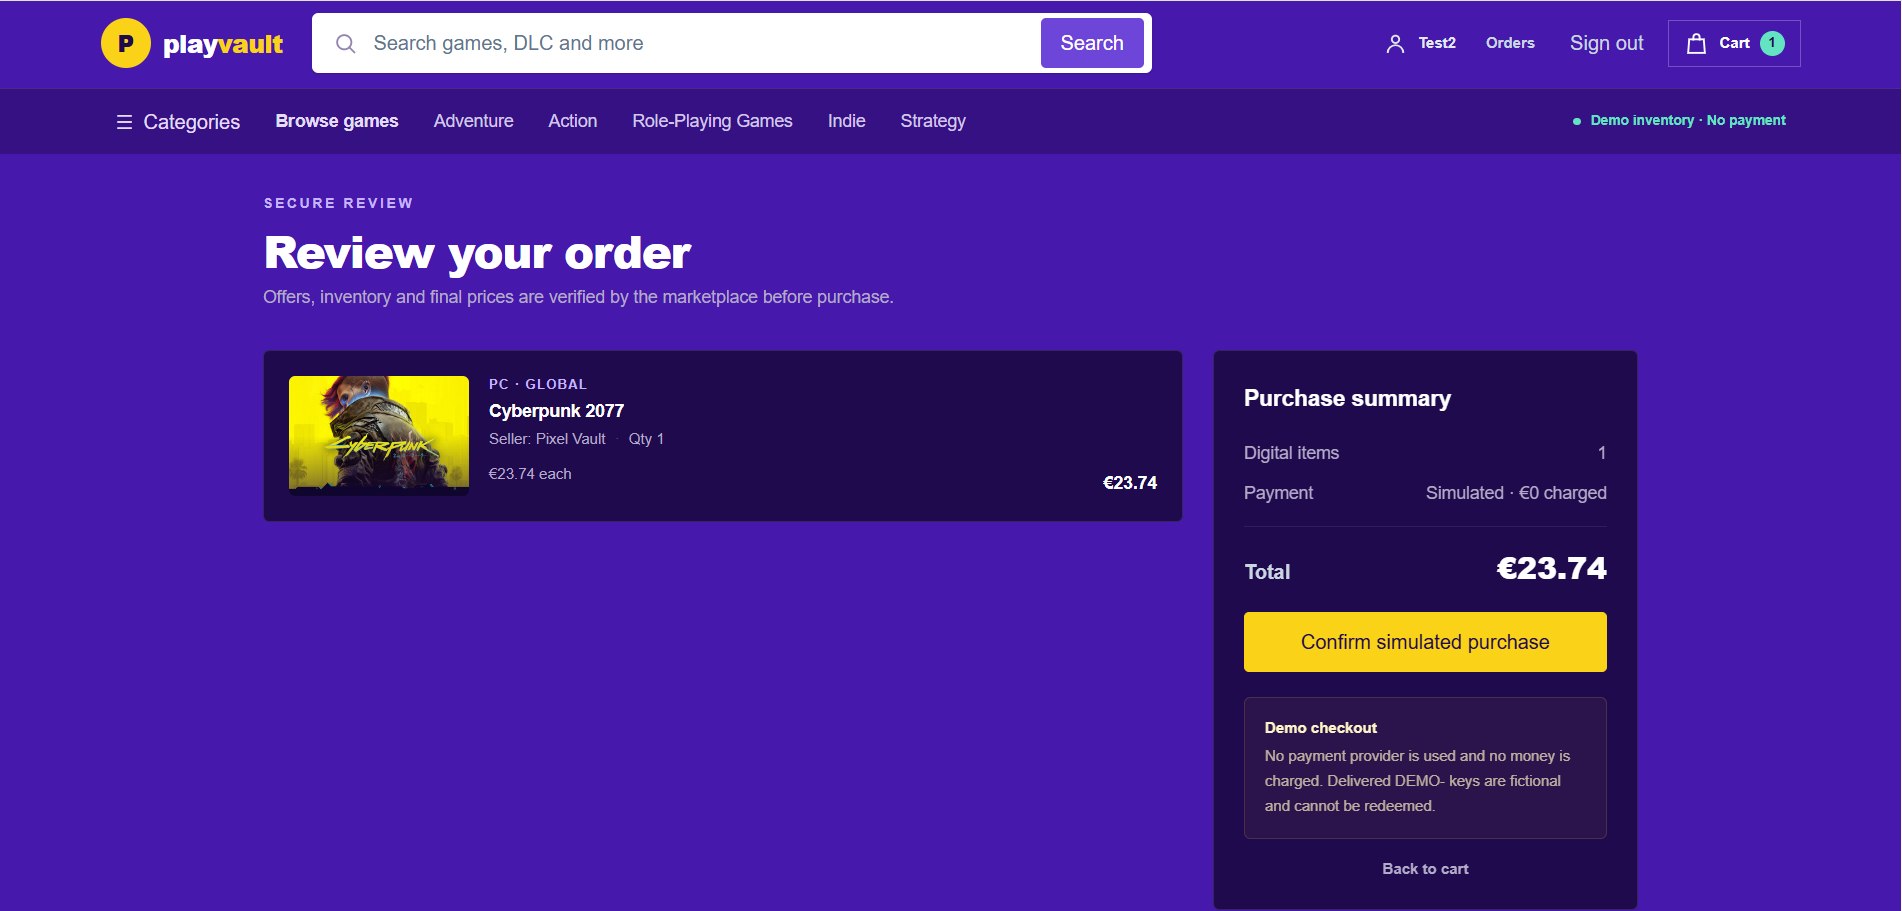 P playvault
Search games, DLC and more
Search
Test2
Orders
Sign out
Cart 1
☰ Categories
Browse games
Adventure
Action
Role-Playing Games
Indie
Strategy
Demo inventory · No payment
SECURE REVIEW
Review your order
Offers, inventory and final prices are verified by the marketplace before purchase.
PC · GLOBAL
Cyberpunk 2077
Seller: Pixel Vault · Qty 1
€23.74 each
€23.74
CYBERPUNK
Purchase summary
Digital items 1
Payment Simulated · €0 charged
Total €23.74
Confirm simulated purchase
Demo checkout
No payment provider is used and no money is
charged. Delivered DEMO- keys are fictional
and cannot be redeemed.
Back to cart